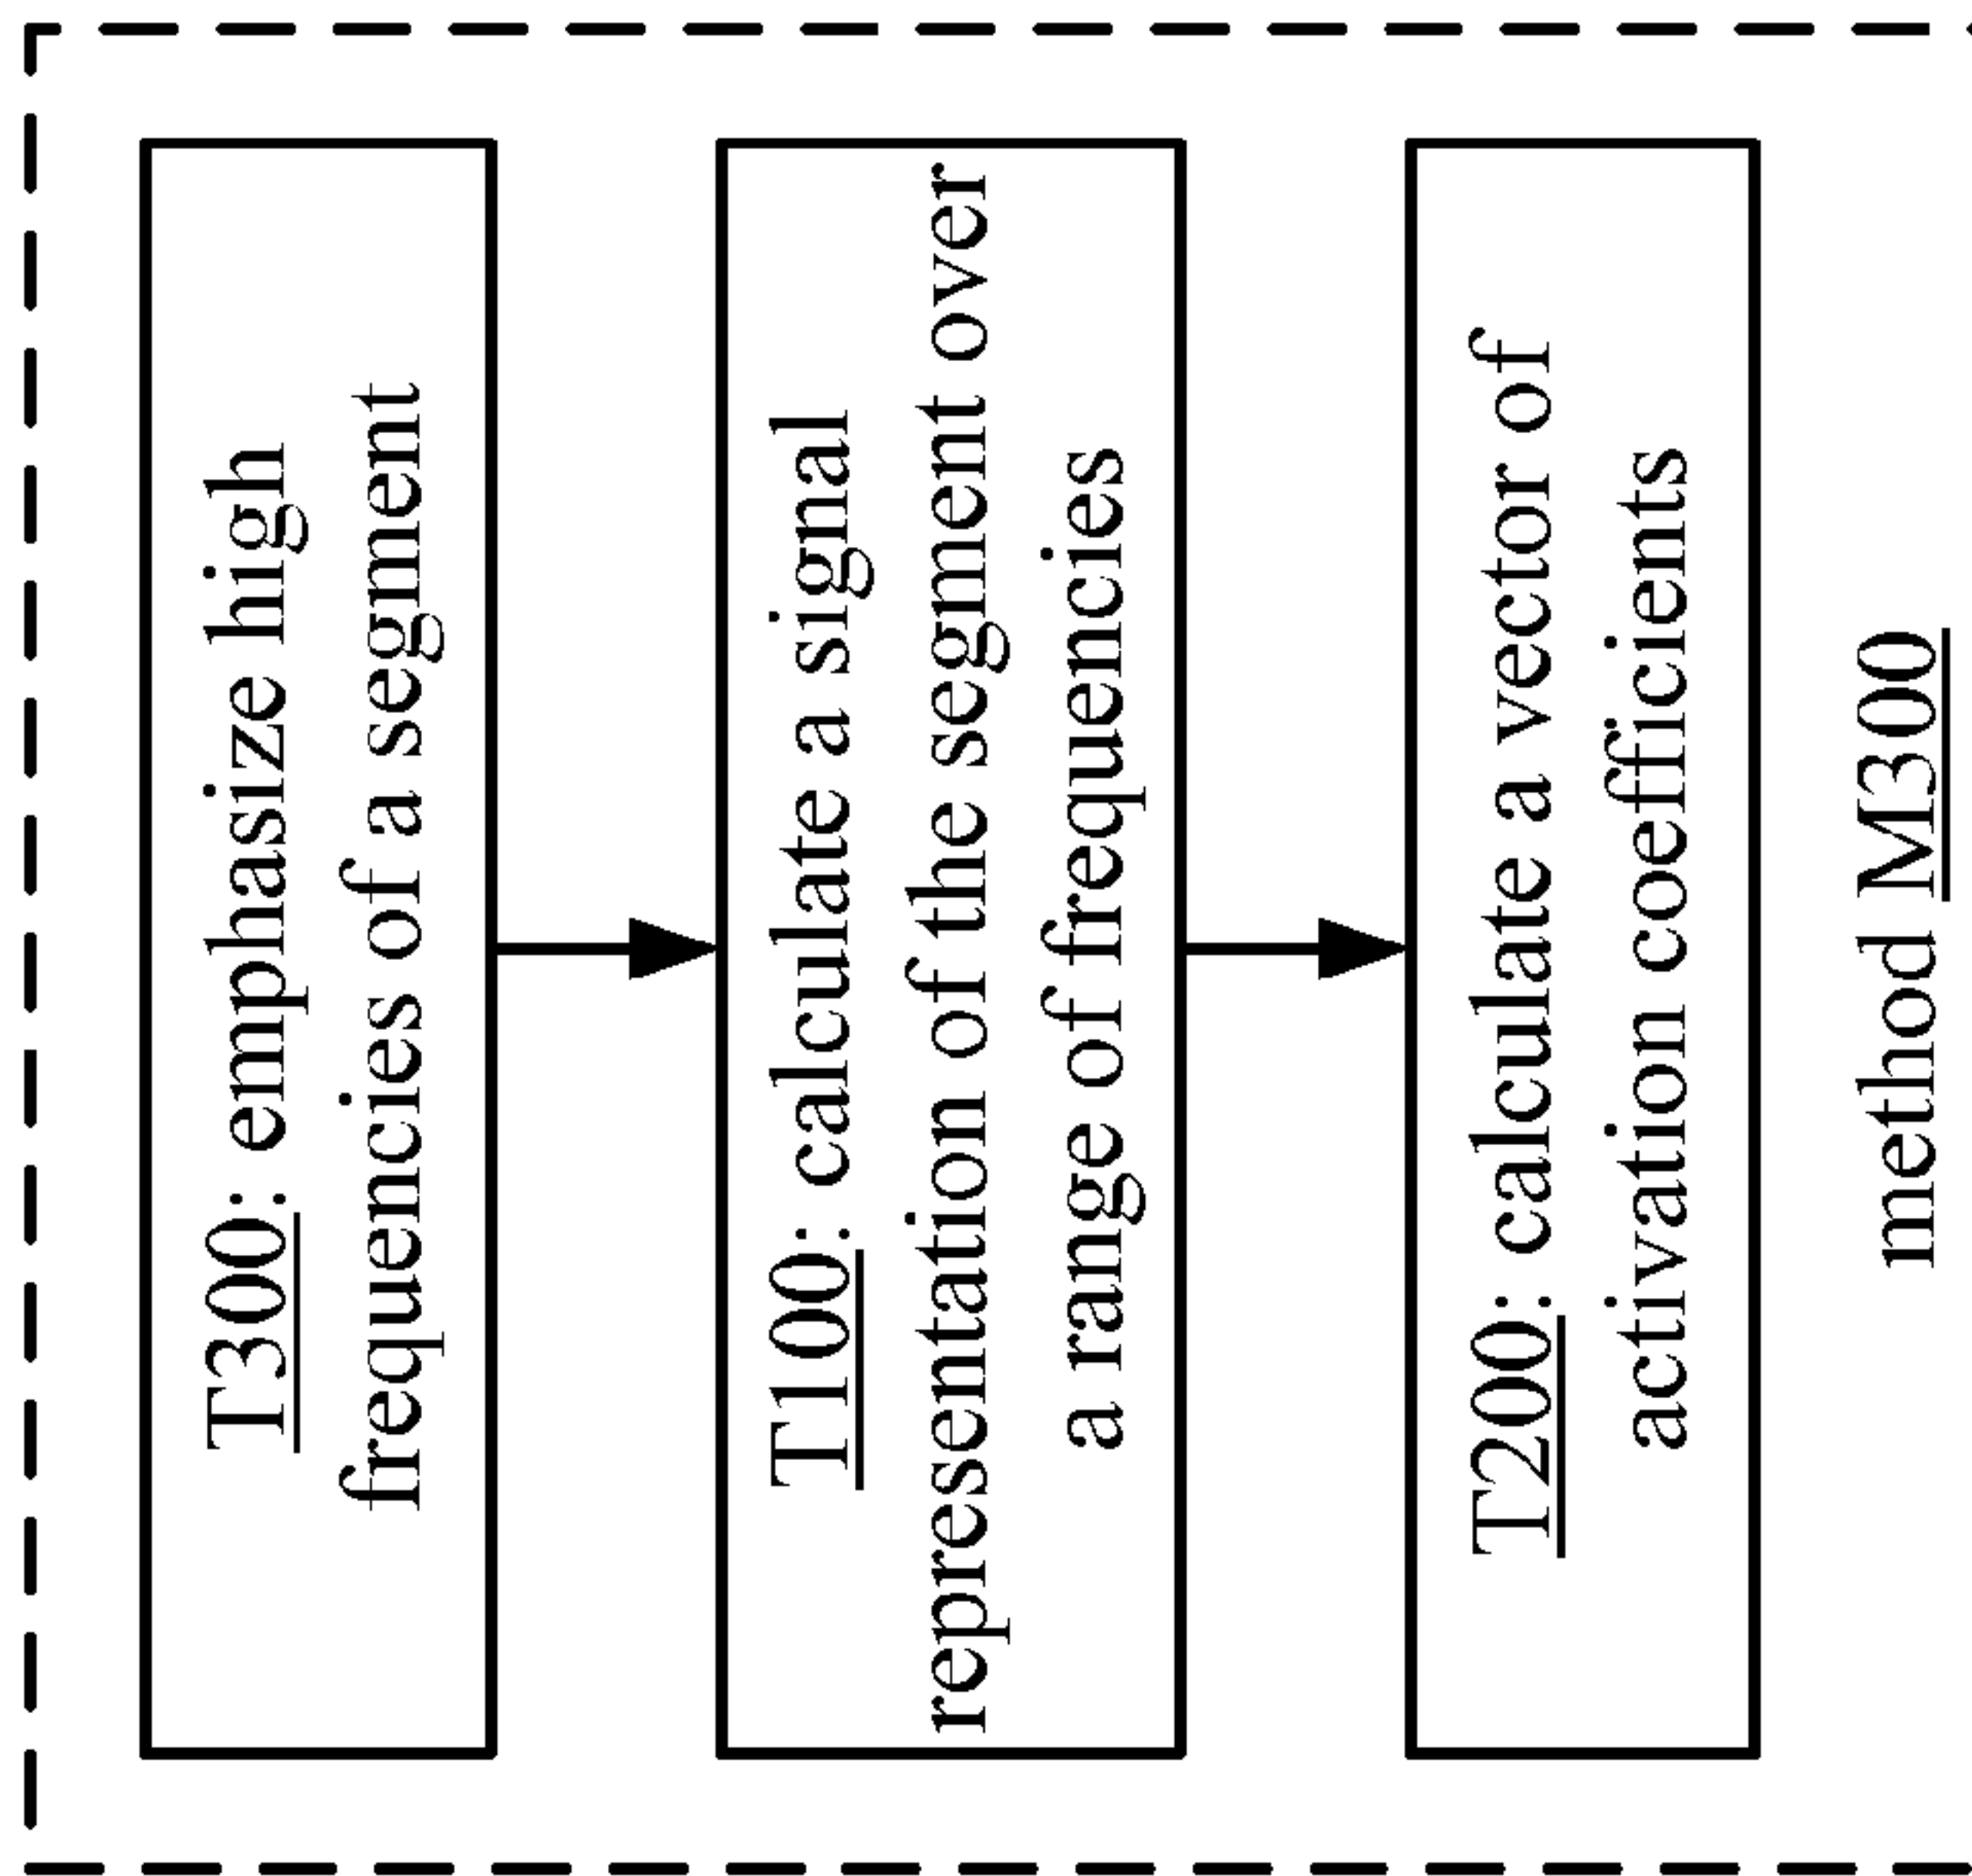 T300: emphasize high
frequencies of a segment
T100: calculate a signal
representation of the segment over
a range of frequencies
T200: calculate a vector of
activation coefficients
method M300